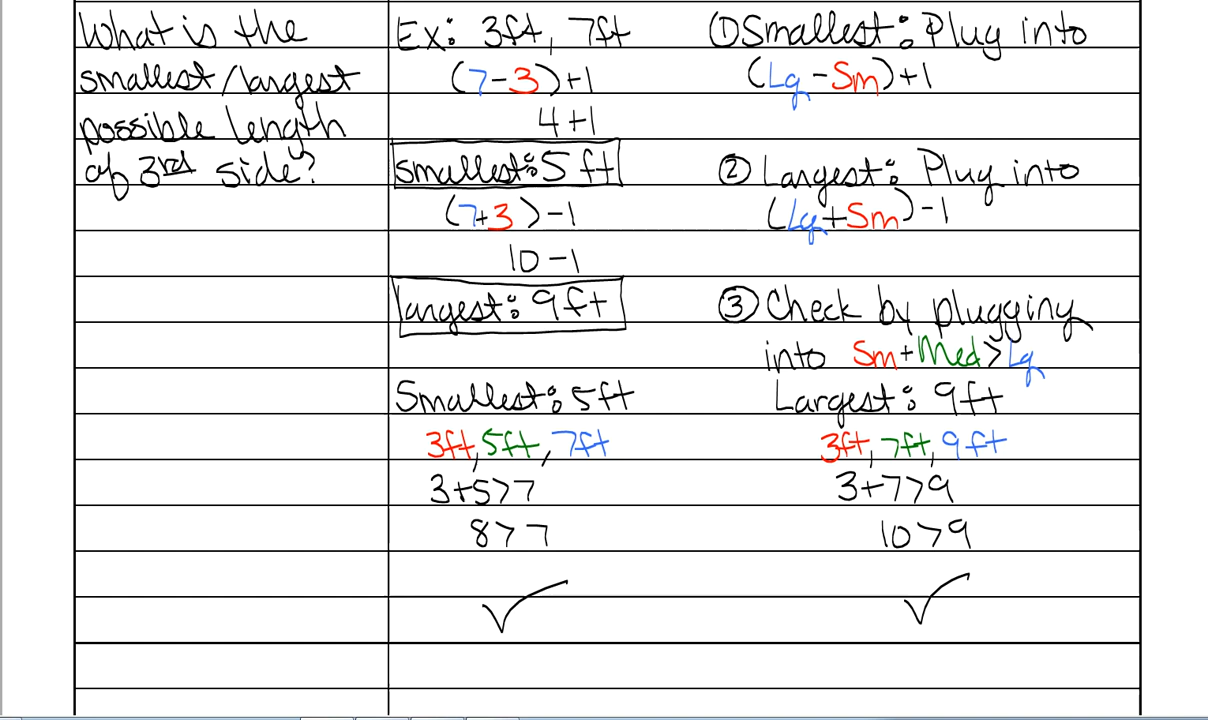 What is the
smallest/largest
possible length
of 3rd side?
Ex: 3ft, 7ft
(7-3)+1
4+1
smallest: 5 ft
(7+3)-1
10-1
largest: 9ft
Smallest: 5ft
3ft, 5ft, 7ft
3+5>7
8>7
✓
① Smallest: Plug into
(Lg-Sm)+1
② Largest: Plug into
(Lg+Sm)-1
③ Check by plugging
into Sm+Med>Lg
Largest: 9ft
3ft, 7ft, 9ft
3+7>9
10>9
✓